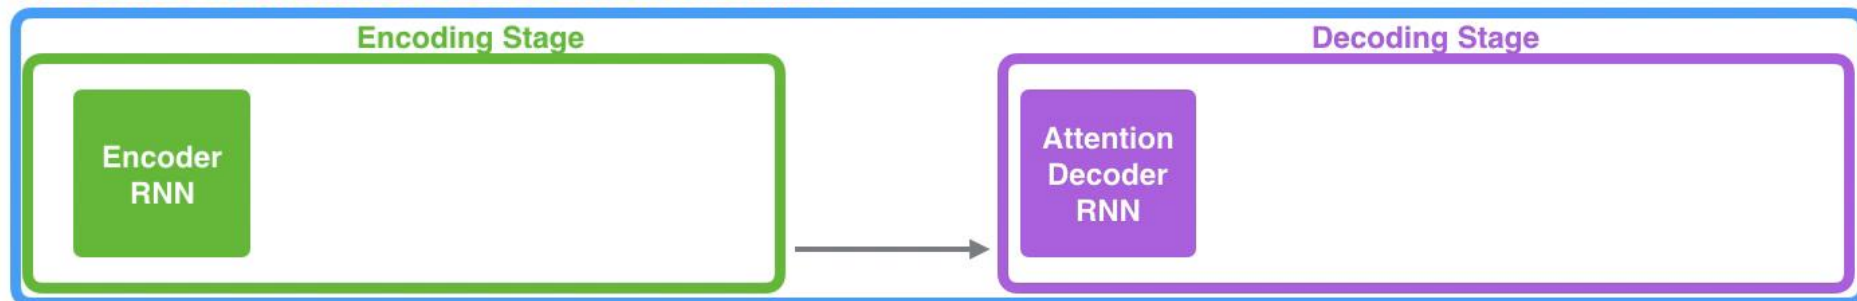 Encoding Stage
Decoding Stage
Encoder
RNN
Attention
Decoder
RNN